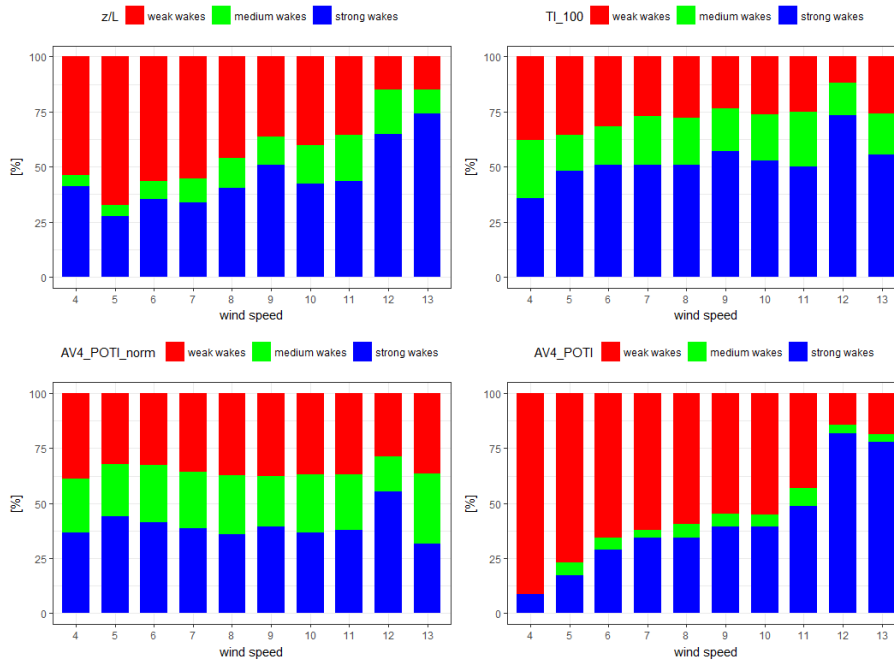 z/L weak wakes medium wakes strong wakes
100
75
50
25
0
[%]
4 5 6 7 8 9 10 11 12 13
wind speed
TI_100 weak wakes medium wakes strong wakes
100
75
50
25
0
[%]
4 5 6 7 8 9 10 11 12 13
wind speed
AV4_POTI_norm weak wakes medium wakes strong wakes
100
75
50
25
0
[%]
4 5 6 7 8 9 10 11 12 13
wind speed
AV4_POTI weak wakes medium wakes strong wakes
100
75
50
25
0
[%]
4 5 6 7 8 9 10 11 12 13
wind speed